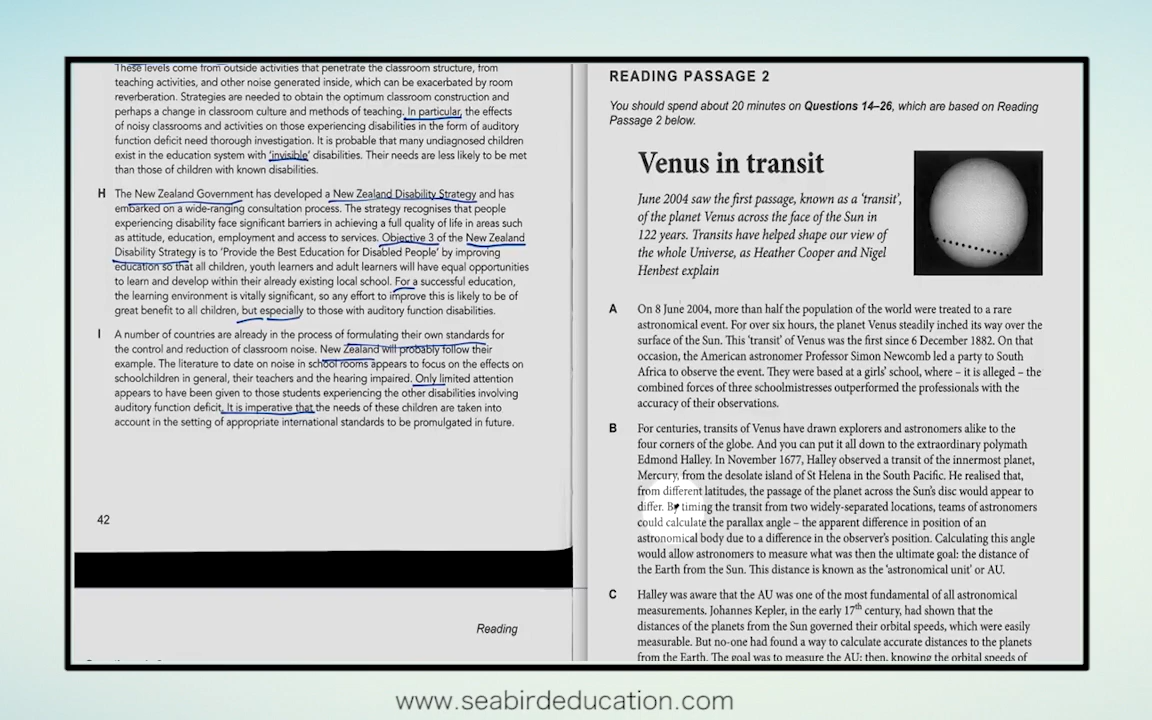 These levels come from outside activities that penetrate the classroom structure, from
teaching activities, and other noise generated inside, which can be exacerbated by room
reverberation. Strategies are needed to obtain the optimum classroom construction and
perhaps a change in classroom culture and methods of teaching. In particular, the effects
of noisy classrooms and activities on those experiencing disabilities in the form of auditory
function deficit need thorough investigation. It is probable that many undiagnosed children
exist in the education system with 'invisible' disabilities. Their needs are less likely to be met
than those of children with known disabilities.
H The New Zealand Government has developed a New Zealand Disability Strategy and has
embarked on a wide-ranging consultation process. The strategy recognises that people
experiencing disability face significant barriers in achieving a full quality of life in areas such
as attitude, education, employment and access to services. Objective 3 of the New Zealand
Disability Strategy is to 'Provide the Best Education for Disabled People' by improving
education so that all children, youth learners and adult learners will have equal opportunities
to learn and develop within their already existing local school. For a successful education,
the learning environment is vitally significant, so any effort to improve this is likely to be of
great benefit to all children, but especially to those with auditory function disabilities.
I A number of countries are already in the process of formulating their own standards for
the control and reduction of classroom noise. New Zealand will probably follow their
example. The literature to date on noise in school rooms appears to focus on the effects on
schoolchildren in general, their teachers and the hearing impaired. Only limited attention
appears to have been given to those students experiencing the other disabilities involving
auditory function deficit. It is imperative that the needs of these children are taken into
account in the setting of appropriate international standards to be promulgated in future.
42
Reading
READING PASSAGE 2
You should spend about 20 minutes on Questions 14–26, which are based on Reading
Passage 2 below.
Venus in transit
June 2004 saw the first passage, known as a 'transit',
of the planet Venus across the face of the Sun in
122 years. Transits have helped shape our view of
the whole Universe, as Heather Cooper and Nigel
Henbest explain
A On 8 June 2004, more than half the population of the world were treated to a rare
astronomical event. For over six hours, the planet Venus steadily inched its way over the
surface of the Sun. This 'transit' of Venus was the first since 6 December 1882. On that
occasion, the American astronomer Professor Simon Newcomb led a party to South
Africa to observe the event. They were based at a girls' school, where – it is alleged – the
combined forces of three schoolmistresses outperformed the professionals with the
accuracy of their observations.
B For centuries, transits of Venus have drawn explorers and astronomers alike to the
four corners of the globe. And you can put it all down to the extraordinary polymath
Edmond Halley. In November 1677, Halley observed a transit of the innermost planet,
Mercury, from the desolate island of St Helena in the South Pacific. He realised that,
from different latitudes, the passage of the planet across the Sun's disc would appear to
differ. By timing the transit from two widely-separated locations, teams of astronomers
could calculate the parallax angle – the apparent difference in position of an
astronomical body due to a difference in the observer's position. Calculating this angle
would allow astronomers to measure what was then the ultimate goal: the distance of
the Earth from the Sun. This distance is known as the 'astronomical unit' or AU.
C Halley was aware that the AU was one of the most fundamental of all astronomical
measurements. Johannes Kepler, in the early 17th century, had shown that the
distances of the planets from the Sun governed their orbital speeds, which were easily
measurable. But no-one had found a way to calculate accurate distances to the planets
from the Earth. The goal was to measure the AU; then, knowing the orbital speeds of
www.seabirdeducation.com